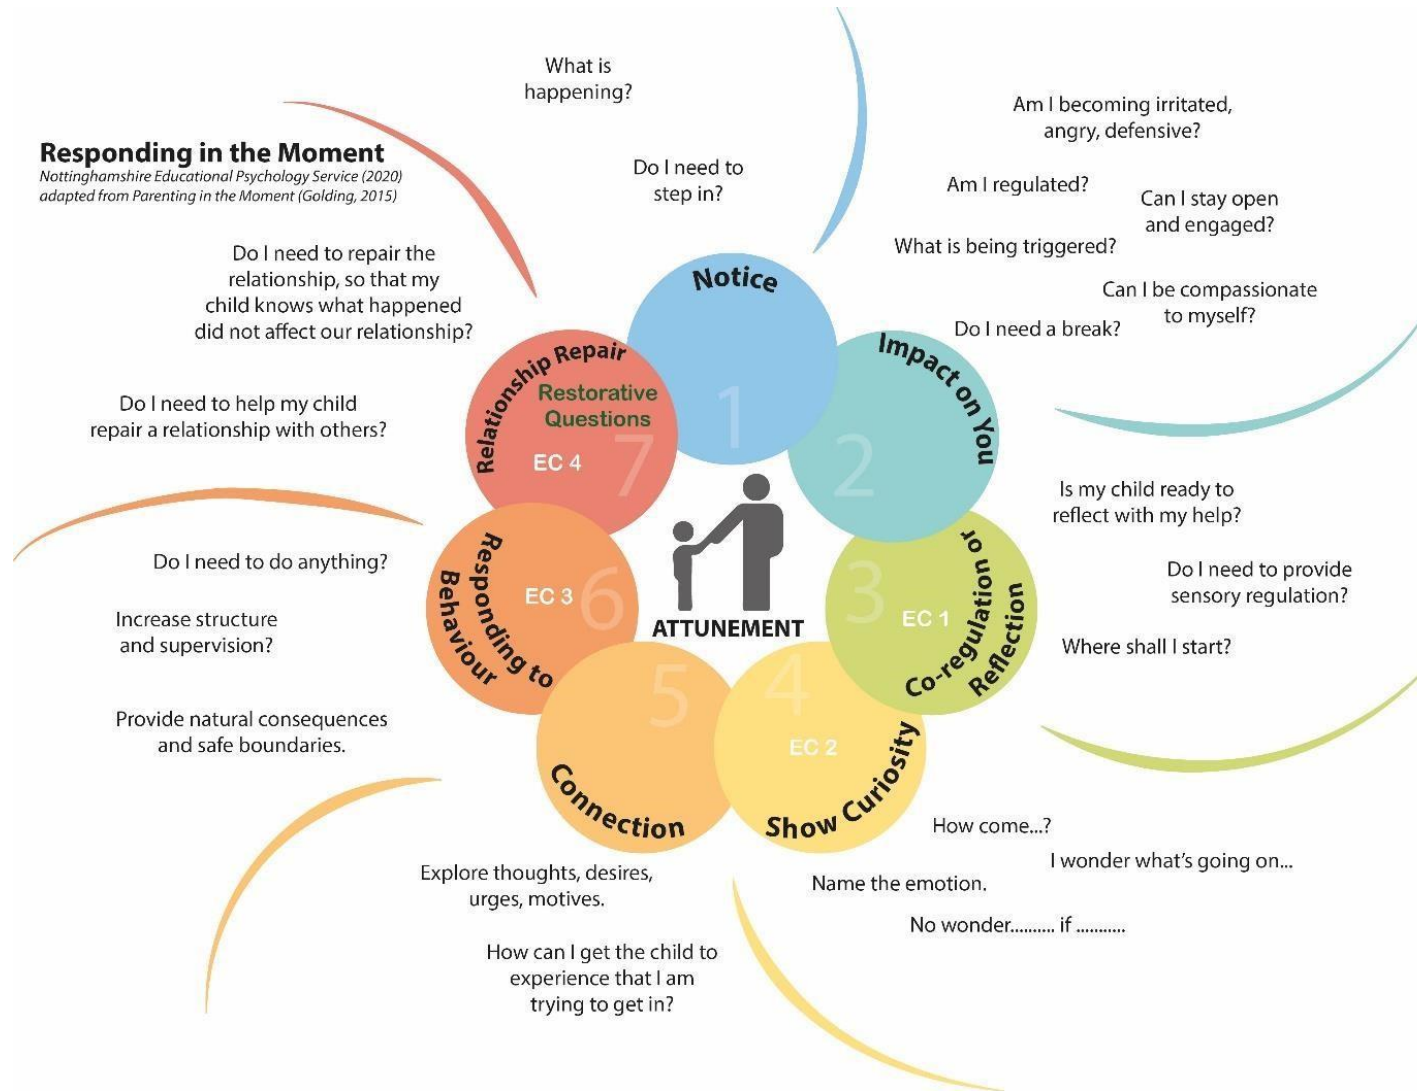 Responding in the Moment
Nottinghamshire Educational Psychology Service (2020)
adapted from Parenting in the Moment (Golding, 2015)
Notice
1
What is
happening?
Do I need to
step in?
Impact on You
2
Am I becoming irritated,
angry, defensive?
Am I regulated?
Can I stay open
and engaged?
What is being triggered?
Can I be compassionate
to myself?
Do I need a break?
Co-regulation or
Reflection
3
EC 1
Is my child ready to
reflect with my help?
Do I need to provide
sensory regulation?
Where shall I start?
Show Curiosity
4
EC 2
How come...?
I wonder what's going on...
Name the emotion.
No wonder.......... if ...........
Connection
5
Explore thoughts, desires,
urges, motives.
How can I get the child to
experience that I am
trying to get in?
Responding to
Behaviour
6
EC 3
Do I need to do anything?
Increase structure
and supervision?
Provide natural consequences
and safe boundaries.
Relationship Repair
Restorative
Questions
7
EC 4
Do I need to repair the
relationship, so that my
child knows what happened
did not affect our relationship?
Do I need to help my child
repair a relationship with others?
ATTUNEMENT